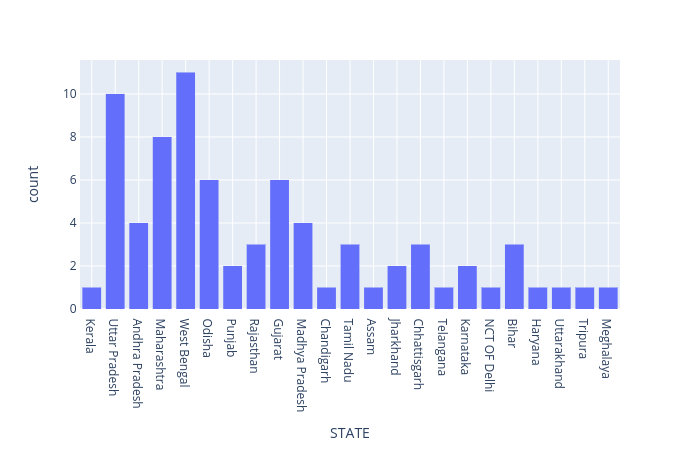 count
10
8
6
4
2
0
Kerala
Uttar Pradesh
Andhra Pradesh
Maharashtra
West Bengal
Odisha
Punjab
Rajasthan
Gujarat
Madhya Pradesh
Chandigarh
Tamil Nadu
Assam
Jharkhand
Chhattisgarh
Telangana
Karnataka
NCT OF Delhi
Bihar
Haryana
Uttarakhand
Tripura
Meghalaya
STATE